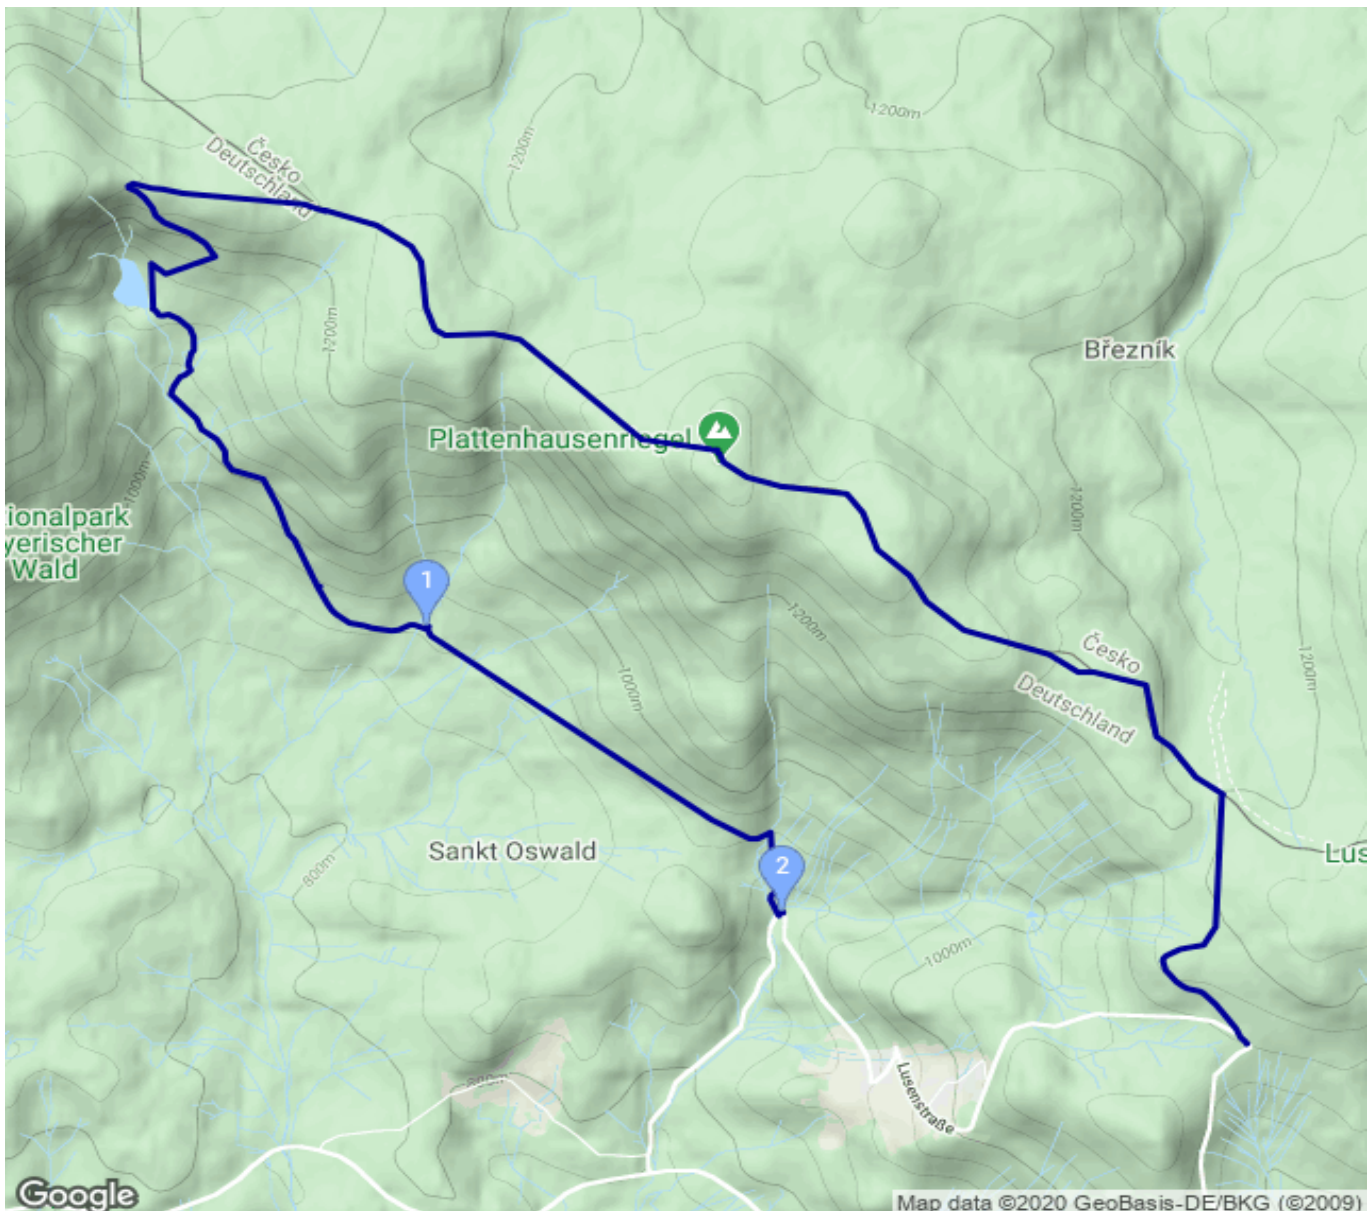 1200m
1200m
Česko
Deutschland
1200m
Březník
Plattenhausenriegel
1000m
1200m
ionalpark
yerischer
Wald
1
1200m
1200m
Česko
1000m
Deutschland
Sankt Oswald
2
Lus
800m
1000m
800m
Lusenstraße
Google
Map data ©2020 GeoBasis-DE/BKG (©2009)